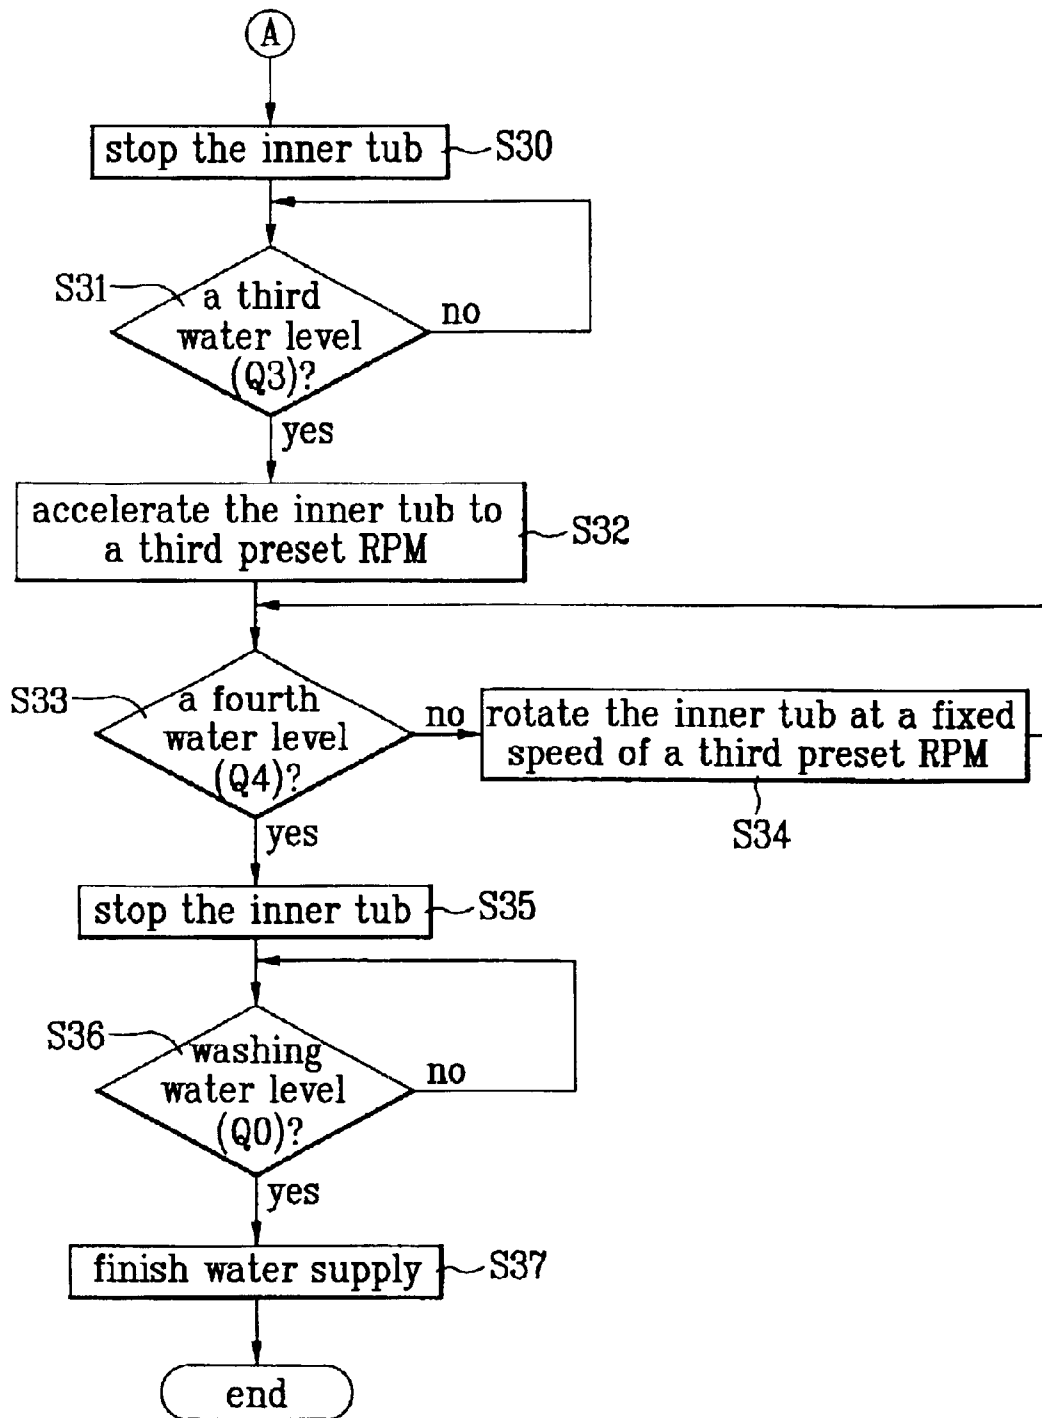 A
stop the inner tub
S30
S31
a third
water level
(Q3)?
no
yes
accelerate the inner tub to
a third preset RPM
S32
S33
a fourth
water level
(Q4)?
no
rotate the inner tub at a fixed
speed of a third preset RPM
S34
yes
stop the inner tub
S35
S36
washing
water level
(Q0)?
no
yes
finish water supply
S37
end